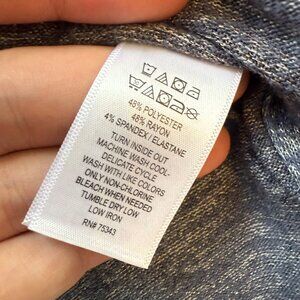 48% POLYESTER
48% RAYON
4% SPANDEX/ELASTANE
TURN INSIDE OUT
MACHINE WASH COOL
DELICATE CYCLE
WASH WITH LIKE COLORS
ONLY NON-CHLORINE
BLEACH WHEN NEEDED
TUMBLE DRY LOW
LOW IRON
RN# 75343